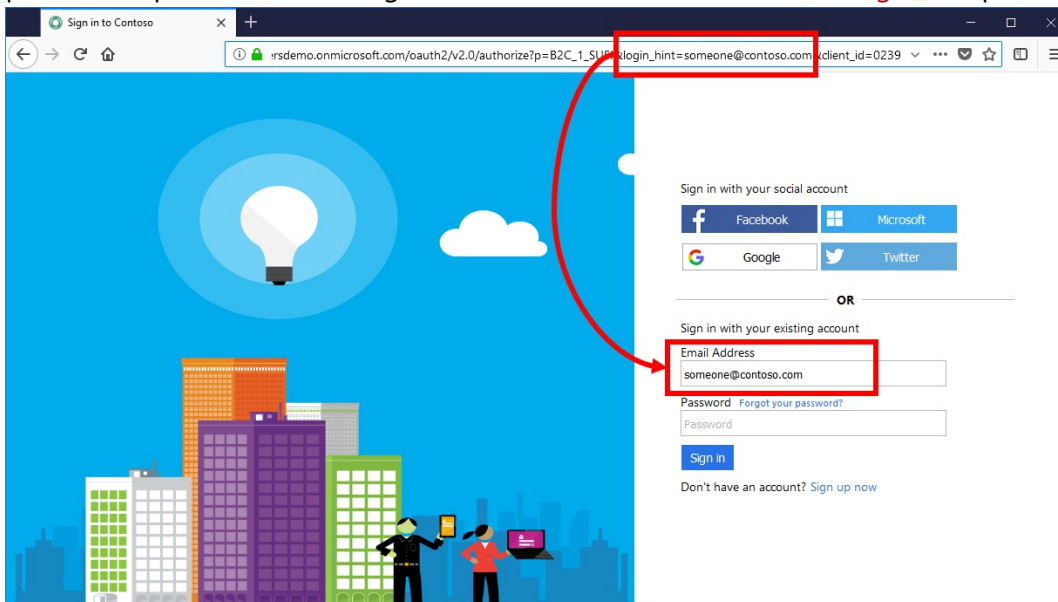 Sign in to Contoso
ersdemo.onmicrosoft.com/oauth2/v2.0/authorize?p=B2C_1_SUSI&login_hint=someone@contoso.com&client_id=0239
Sign in with your social account
Facebook Microsoft
Google Twitter
OR
Sign in with your existing account
Email Address
someone@contoso.com
Password Forgot your password?
Password
Sign in
Don't have an account? Sign up now